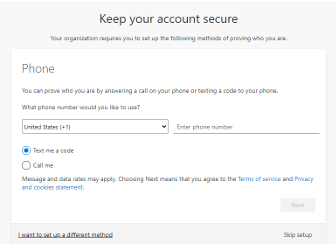 Keep your account secure
Your organization requires you to set up the following methods of proving who you are.
Phone
You can prove who you are by answering a call on your phone or texting a code to your phone.
What phone number would you like to use?
United States (+1)
Enter phone number
Text me a code
Call me
Message and data rates may apply. Choosing Next means that you agree to the Terms of service and Privacy
and cookies statement.
Next
I want to set up a different method
Skip setup